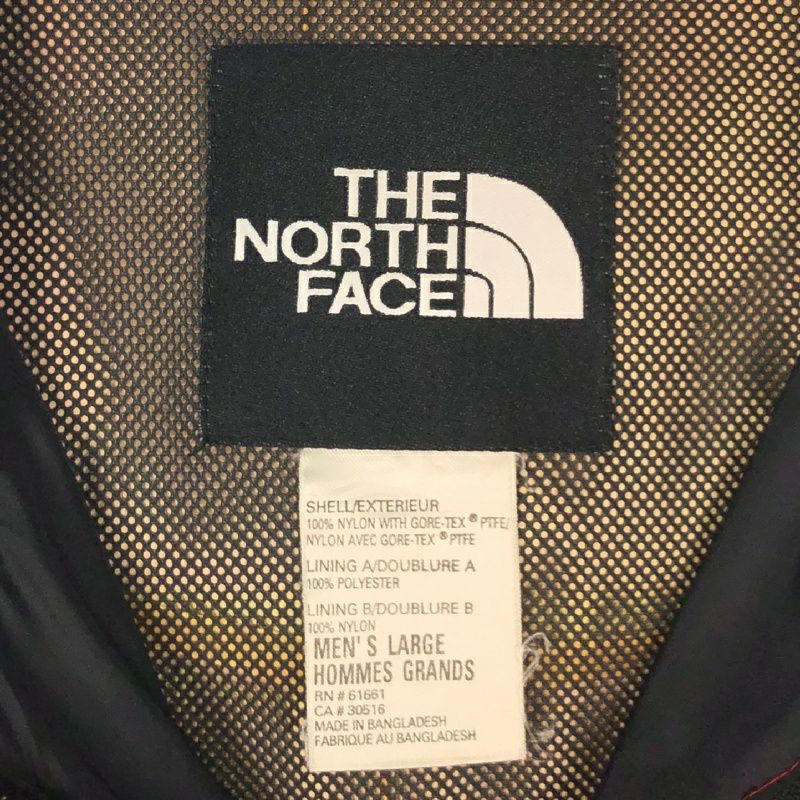 THE
NORTH
FACE
SHELL/EXTERIEUR
100% NYLON WITH GORE-TEX ® PTFE/
NYLON AVEC GORE-TEX ® PTFE
LINING A/DOUBLURE A
100% POLYESTER
LINING B/DOUBLURE B
100% NYLON
MEN'S LARGE
HOMMES GRANDS
RN # 61661
CA # 30516
MADE IN BANGLADESH
FABRIQUE AU BANGLADESH